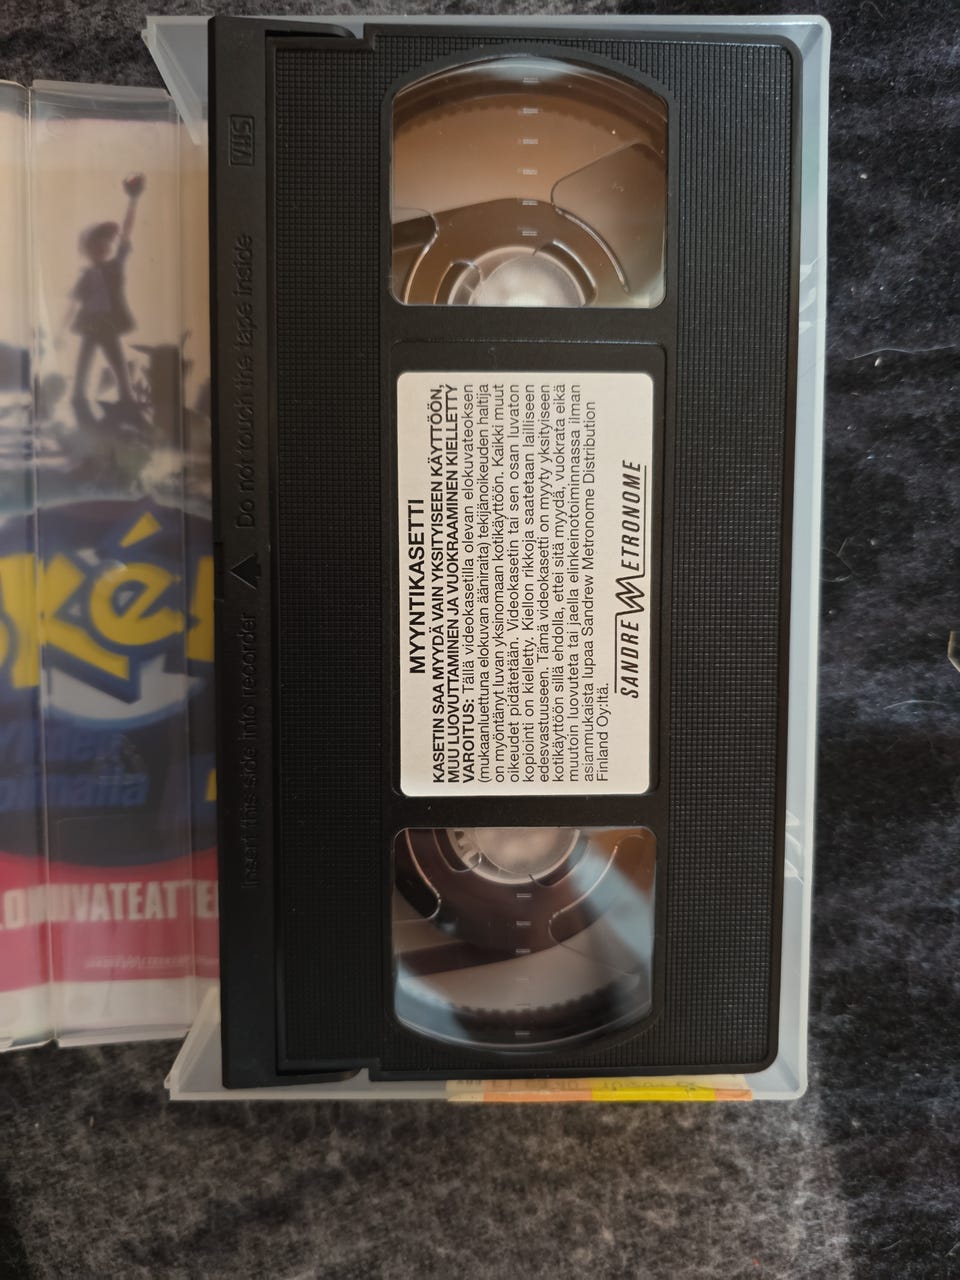 MYYNTIKASETTI
KASETIN SAA MYYDÄ VAIN YKSITYISEEN KÄYTTÖÖN,
MUU LUOVUTTAMINEN JA VUOKRAAMINEN KIELLETTY
VAROITUS: Tällä videokasetilla olevan elokuvateoksen
(mukaanluettuna elokuvan ääniraita) tekijänoikeuden haltija
on myöntänyt luvan yksinomaan kotikäyttöön. Kaikki muut
oikeudet pidätetään. Videokasetin tai sen osan luvaton
kopiointi on kielletty. Kiellon rikkoja saatetaan lailliseen
edesvastuuseen. Tämä videokasetti on myyty yksityiseen
kotikäyttöön sillä ehdolla, ettei sitä myydä, vuokrata eikä
muutoin luovuteta tai jaella elinkeinotoiminnassa ilman
asianmukaista lupaa Sandrew Metronome Distribution
Finland Oy:ltä.
SANDREW METRONOME
VHS
Insert this side into recorder ▲ Do not touch the tape inside